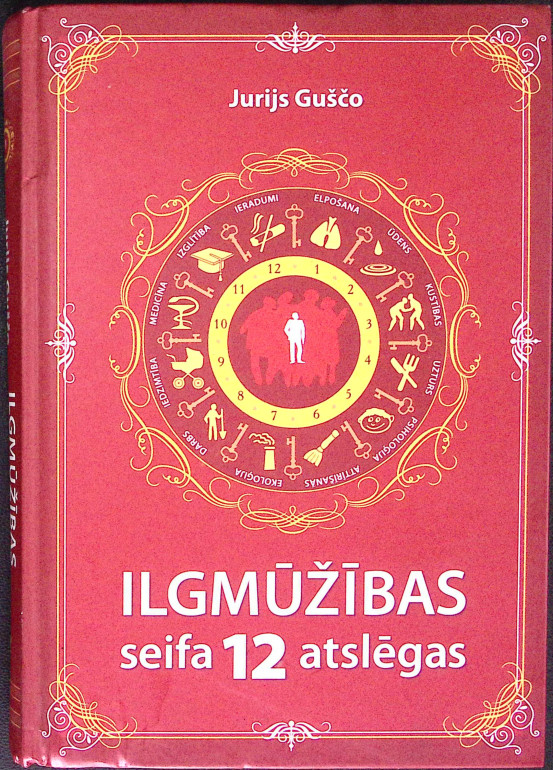 Jurijs Guščo
IERADUMI
ELPOŠANA
ŪDENS
KUSTĪBAS
UZTURS
PSIHOLOĢIJA
ATTĪRĪŠANĀS
EKOLOĢIJA
DARBS
IEDZIMTĪBA
MEDICĪNA
IZGLĪTĪBA
12
1
2
3
4
5
6
7
8
9
10
11
ILGMŪŽĪBAS
seifa 12 atslēgas
ILGMŪŽĪBAS